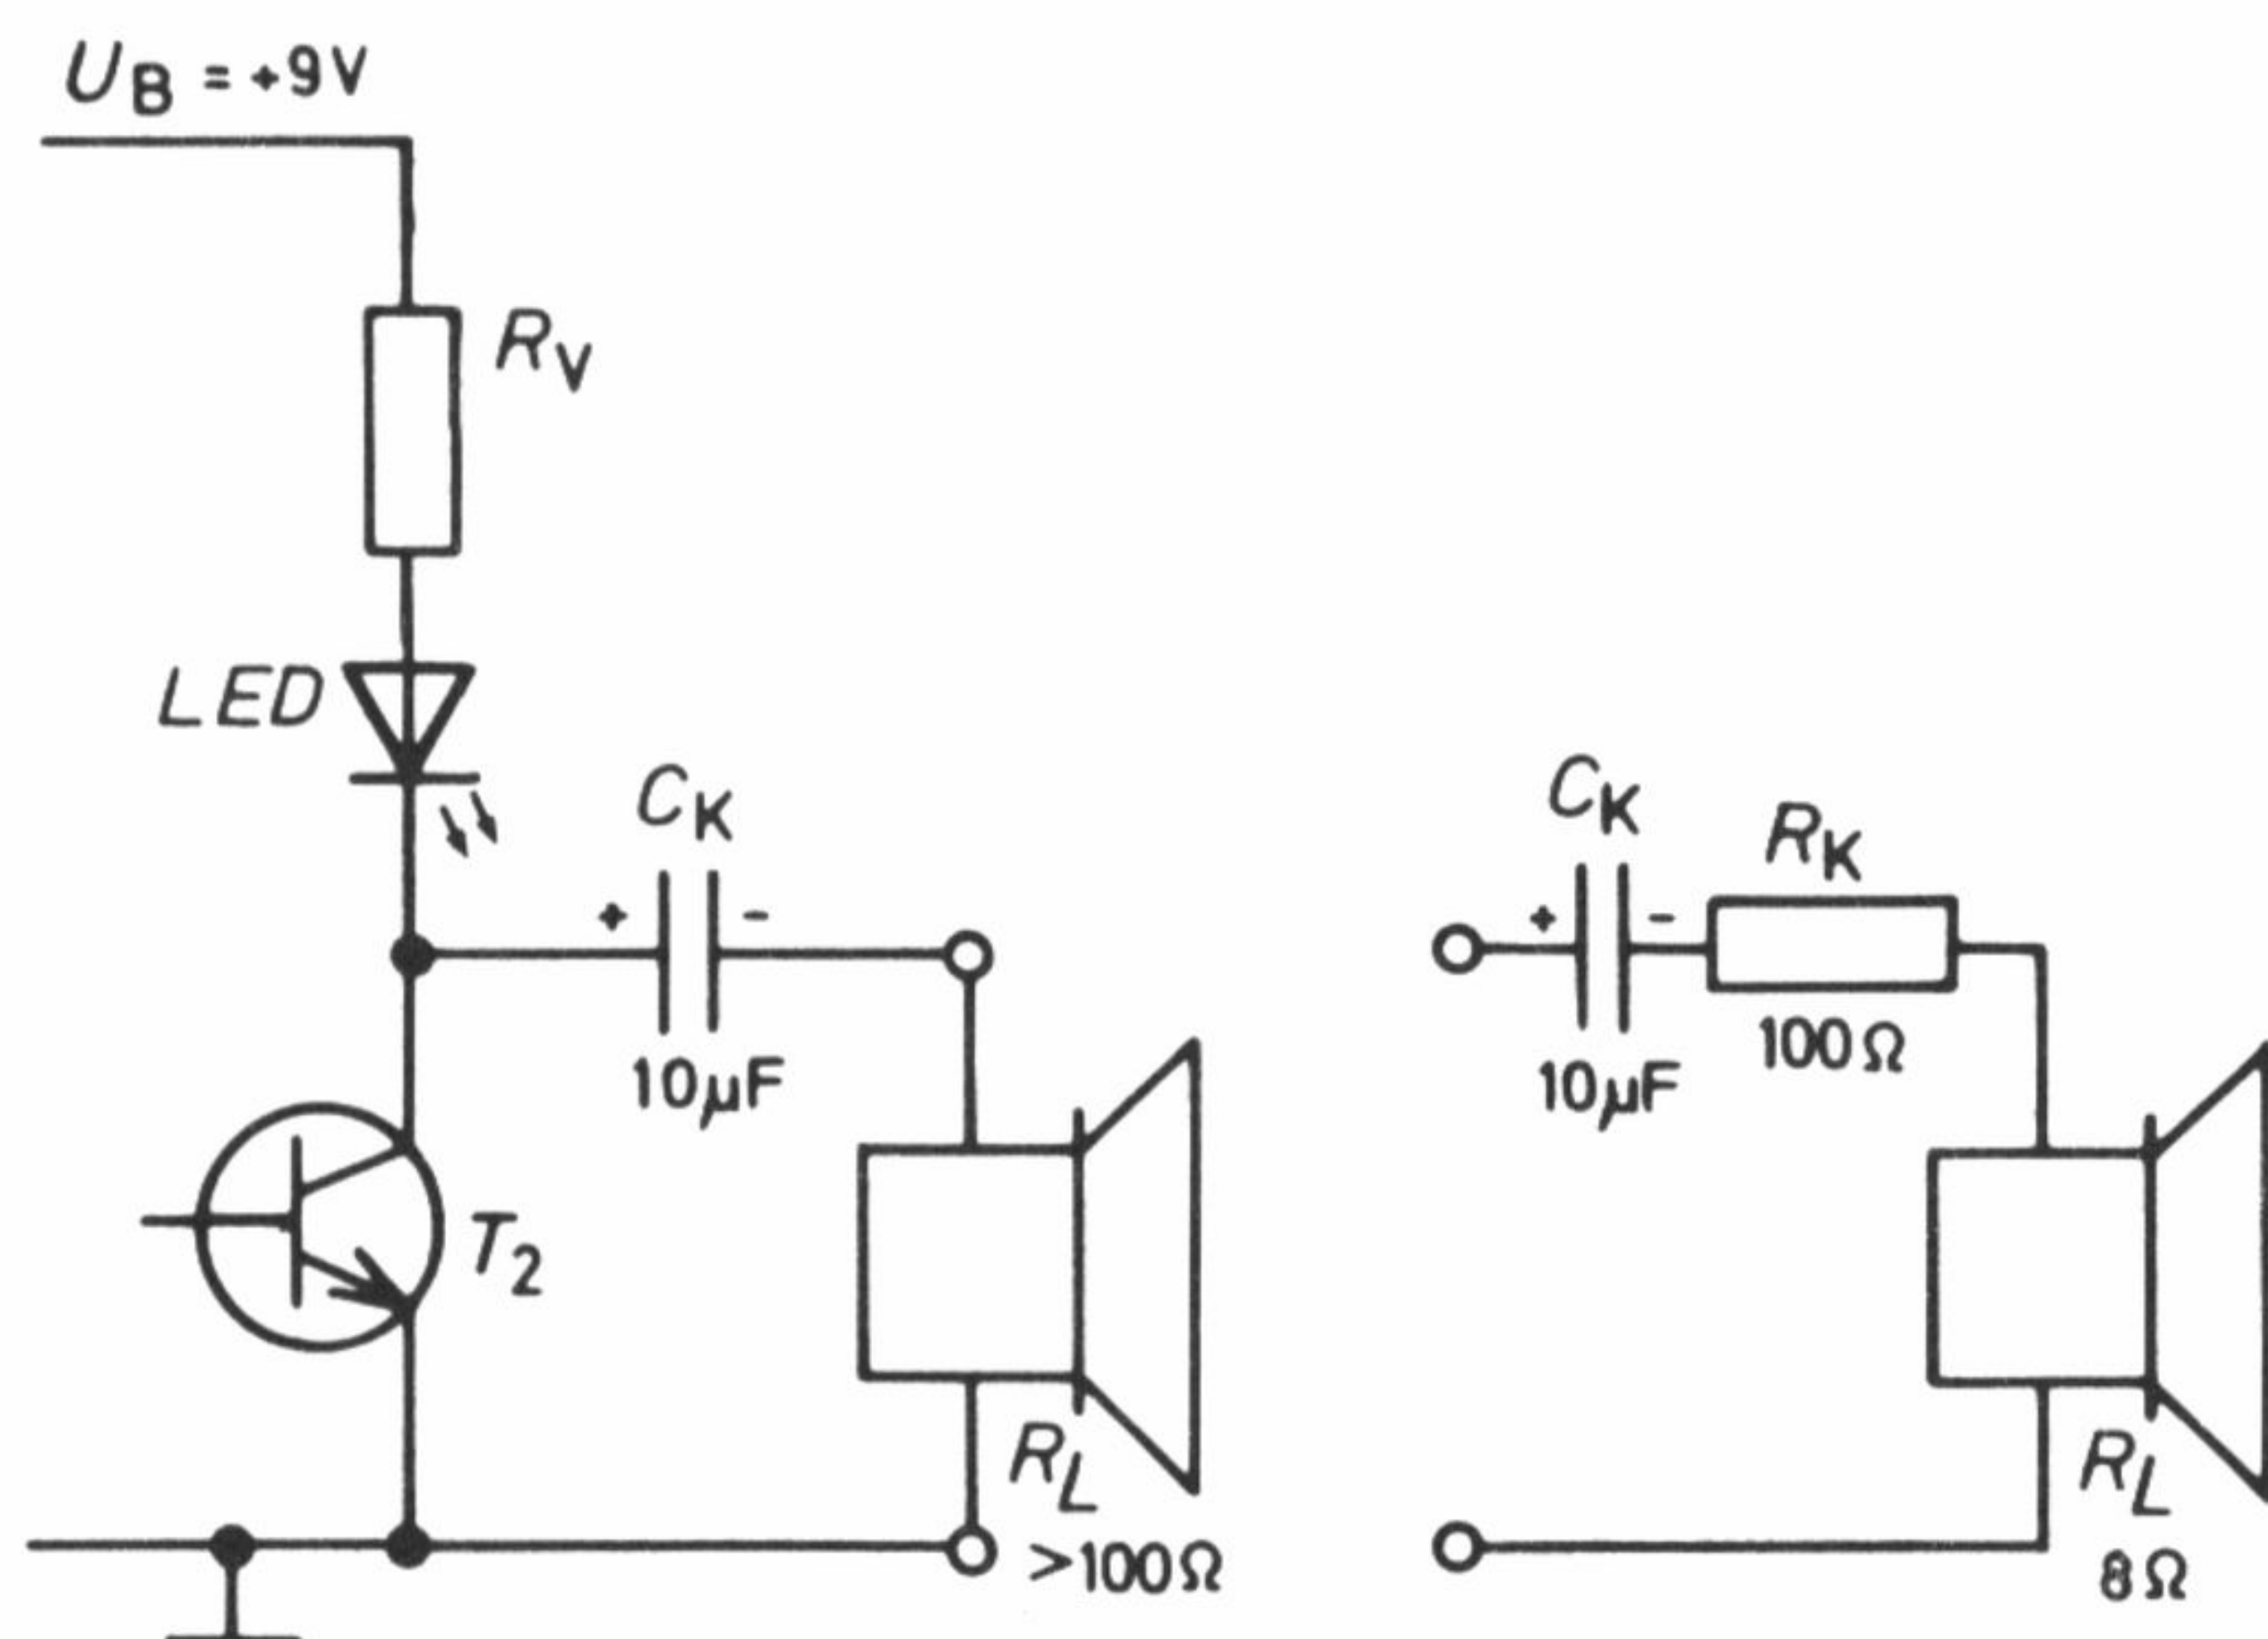 UB = +9V
RV
LED
CK
+ -
10µF
T2
RL
>100Ω
CK
RK
+ -
100Ω
10µF
RL
8Ω